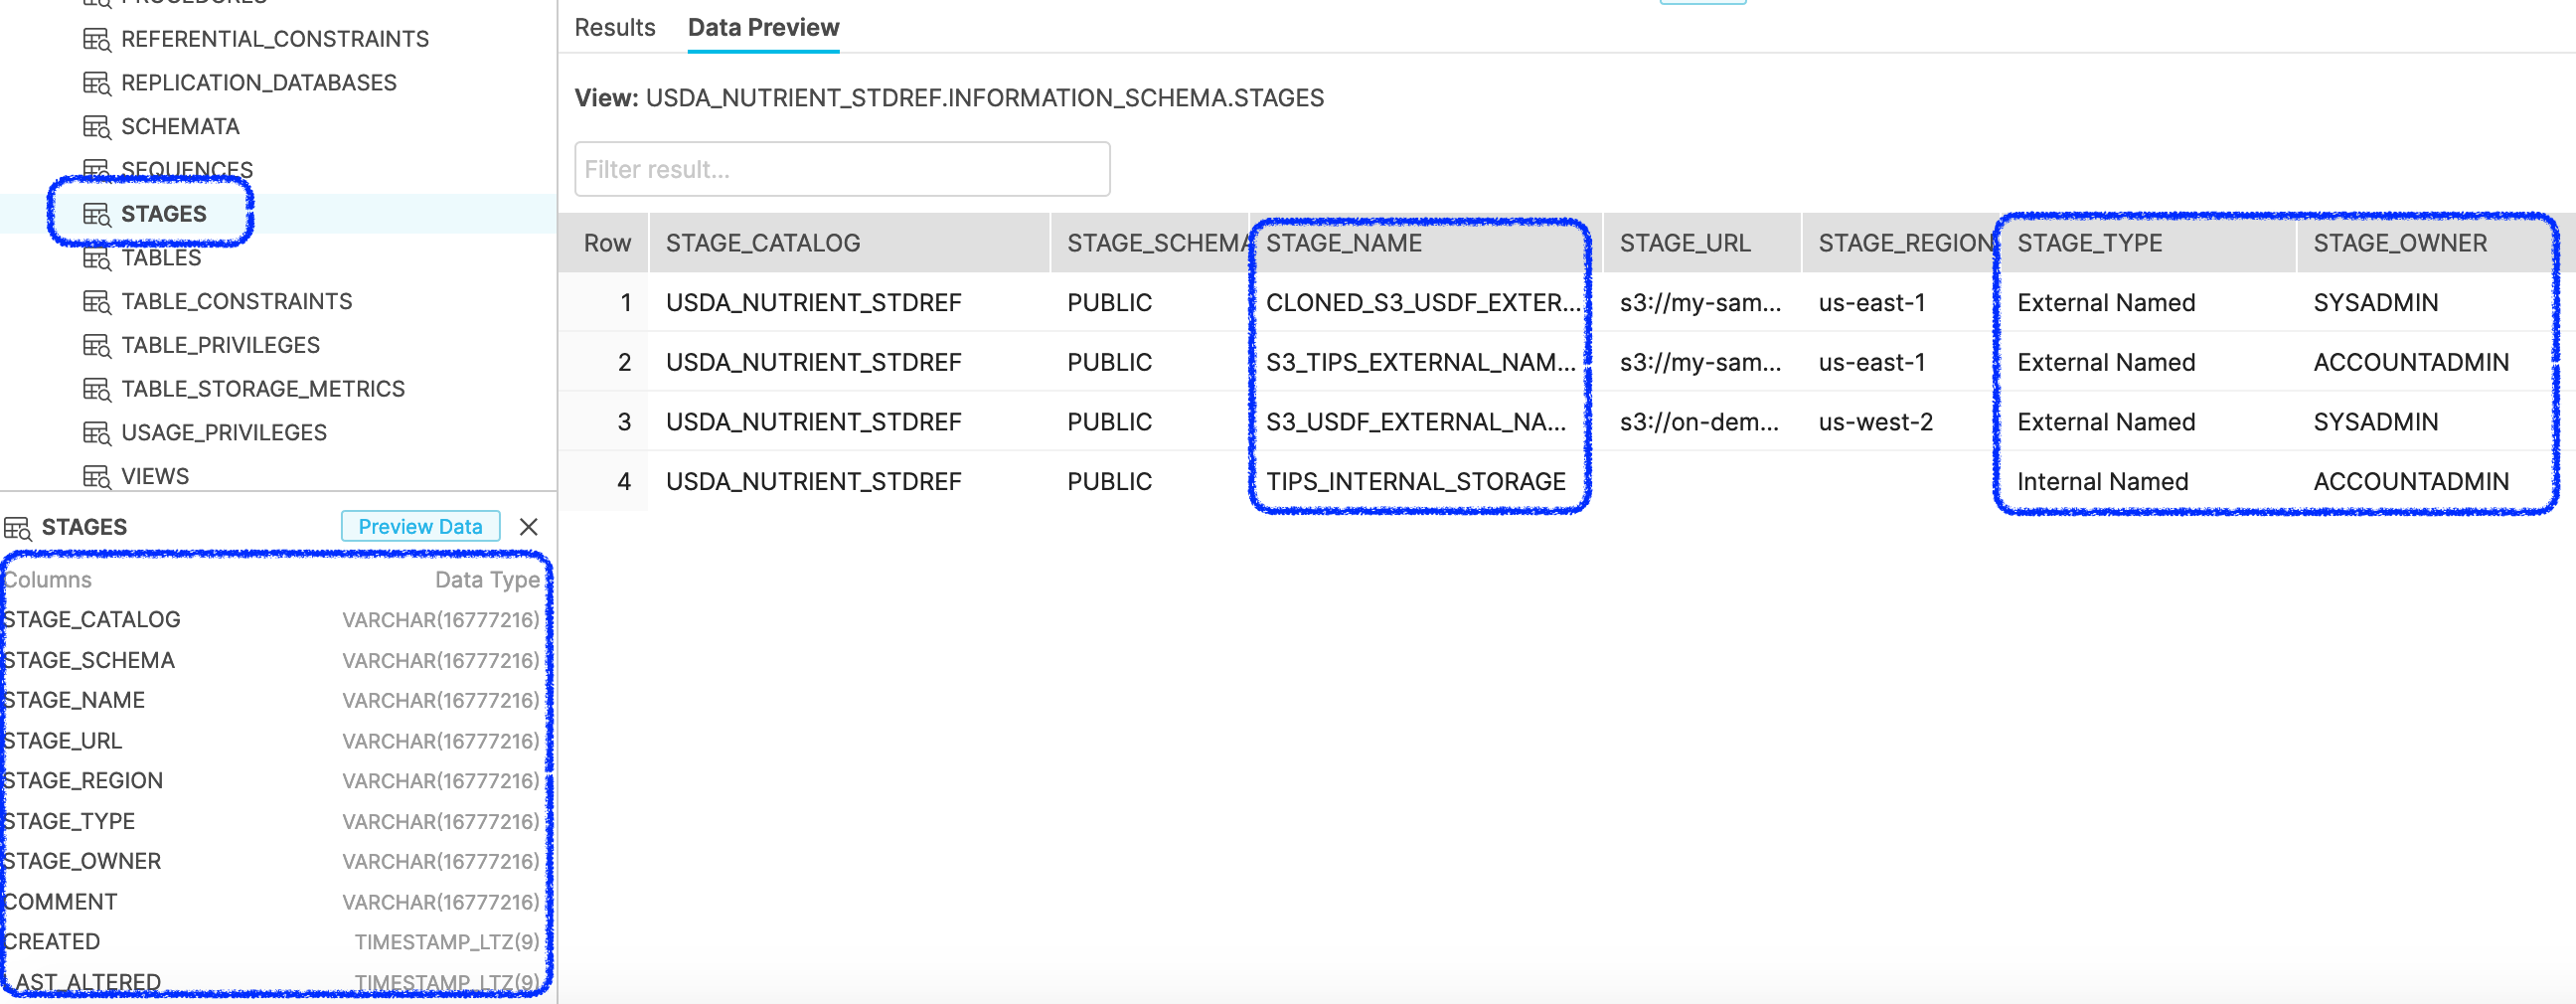 PROCEDURES
REFERENTIAL_CONSTRAINTS
REPLICATION_DATABASES
SCHEMATA
SEQUENCES
STAGES
TABLES
TABLE_CONSTRAINTS
TABLE_PRIVILEGES
TABLE_STORAGE_METRICS
USAGE_PRIVILEGES
VIEWS
STAGES Preview Data
Columns Data Type
STAGE_CATALOG VARCHAR(16777216)
STAGE_SCHEMA VARCHAR(16777216)
STAGE_NAME VARCHAR(16777216)
STAGE_URL VARCHAR(16777216)
STAGE_REGION VARCHAR(16777216)
STAGE_TYPE VARCHAR(16777216)
STAGE_OWNER VARCHAR(16777216)
COMMENT VARCHAR(16777216)
CREATED TIMESTAMP_LTZ(9)
LAST_ALTERED TIMESTAMP_LTZ(9)
Results Data Preview
View: USDA_NUTRIENT_STDREF.INFORMATION_SCHEMA.STAGES
Filter result...
Row STAGE_CATALOG STAGE_SCHEMA STAGE_NAME STAGE_URL STAGE_REGION STAGE_TYPE STAGE_OWNER
1 USDA_NUTRIENT_STDREF PUBLIC CLONED_S3_USDF_EXTER... s3://my-sam... us-east-1 External Named SYSADMIN
2 USDA_NUTRIENT_STDREF PUBLIC S3_TIPS_EXTERNAL_NAM... s3://my-sam... us-east-1 External Named ACCOUNTADMIN
3 USDA_NUTRIENT_STDREF PUBLIC S3_USDF_EXTERNAL_NA... s3://on-dem... us-west-2 External Named SYSADMIN
4 USDA_NUTRIENT_STDREF PUBLIC TIPS_INTERNAL_STORAGE Internal Named ACCOUNTADMIN